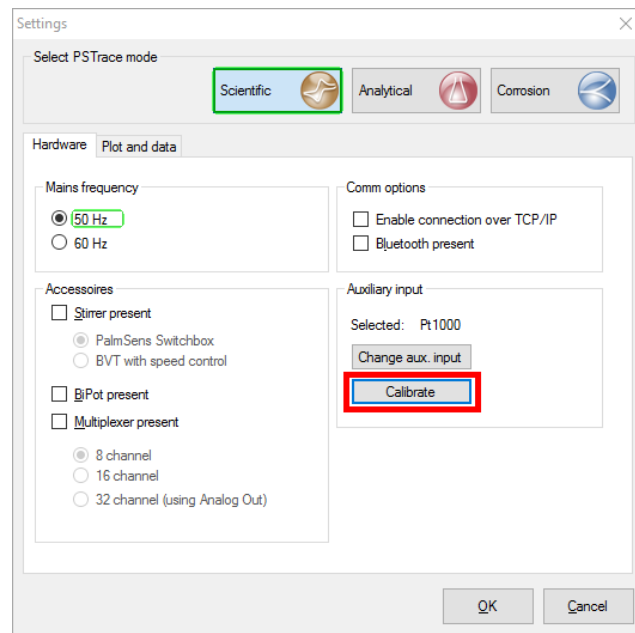 Settings
Select PSTrace mode
Scientific
Analytical
Corrosion
Hardware
Plot and data
Mains frequency
50 Hz
60 Hz
Comm options
Enable connection over TCP/IP
Bluetooth present
Accessoires
Stirrer present
PalmSens Switchbox
BVT with speed control
BiPot present
Multiplexer present
8 channel
16 channel
32 channel (using Analog Out)
Auxiliary input
Selected: Pt1000
Change aux. input
Calibrate
OK
Cancel